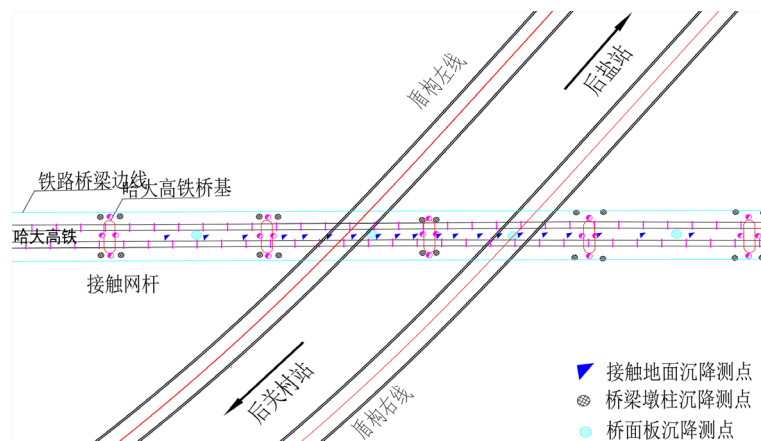 后盐站
盾构左线
铁路桥梁边线
哈大高铁桥基
哈大高铁
接触网杆
后关村站
盾构右线
接触地面沉降测点
桥梁墩柱沉降测点
桥面板沉降测点